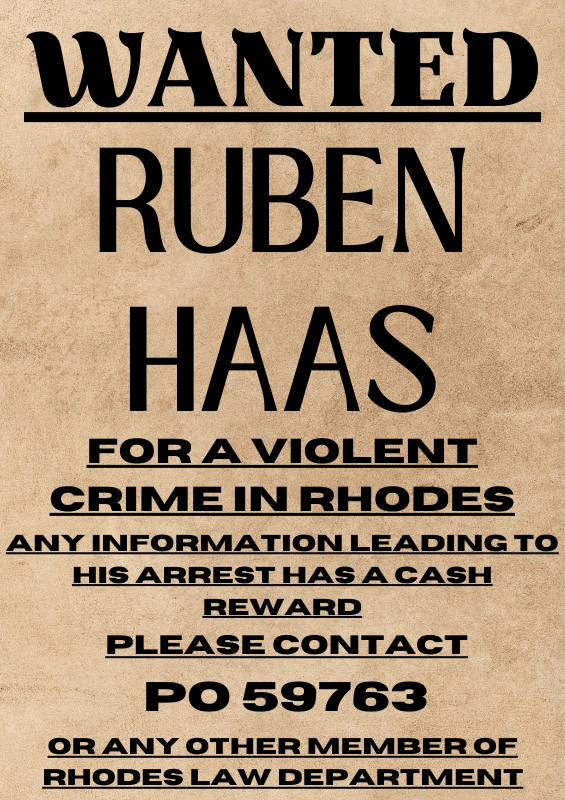 WANTED
RUBEN
HAAS
FOR A VIOLENT
CRIME IN RHODES
ANY INFORMATION LEADING TO
HIS ARREST HAS A CASH
REWARD
PLEASE CONTACT
PO 59763
OR ANY OTHER MEMBER OF
RHODES LAW DEPARTMENT